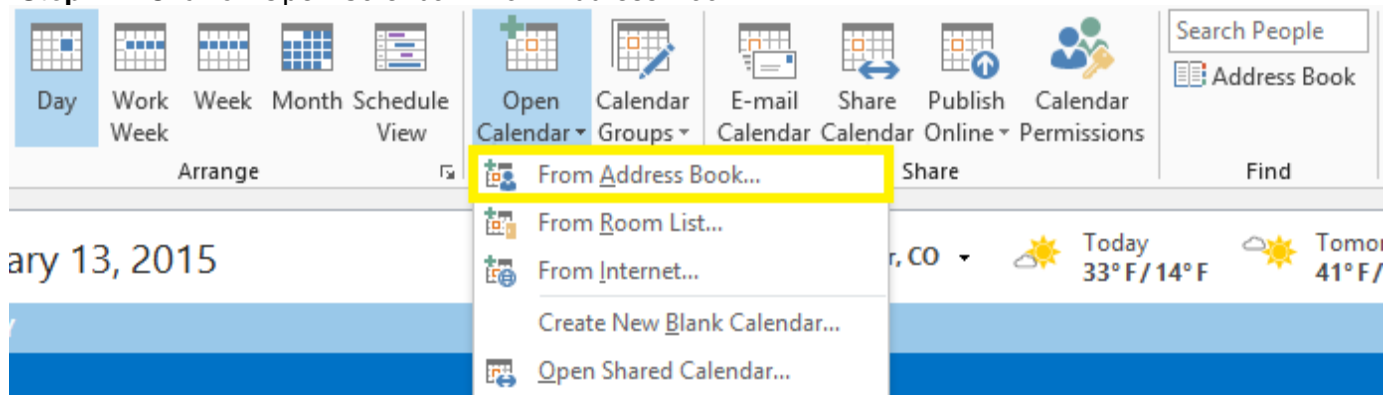 Day Work Week Month Schedule Open Calendar E-mail Share Publish Calendar
Week View Calendar Groups Calendar Calendar Online Permissions
Search People
Address Book
Arrange Share Find
From Address Book...
From Room List...
From Internet...
Create New Blank Calendar...
Open Shared Calendar...
ary 13, 2015
r, CO
Today
33° F / 14° F
Tomor
41° F /